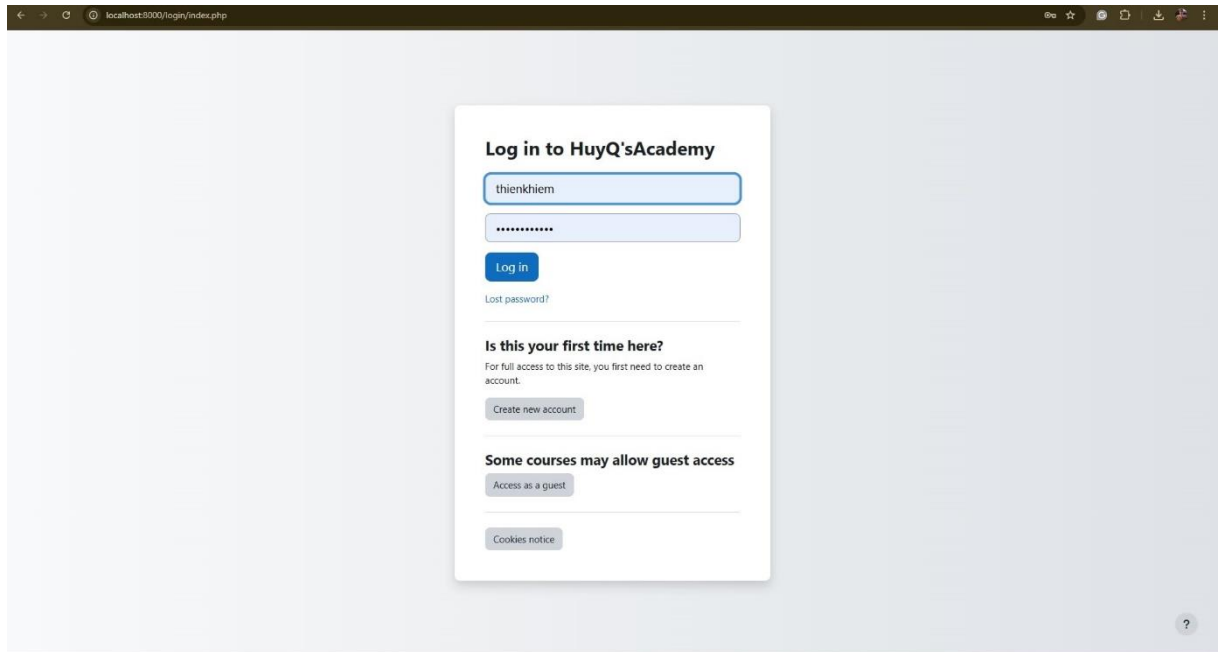 localhost:8000/login/index.php
Log in to HuyQ'sAcademy
thienkhiem
••••••••••••
Log in
Lost password?
Is this your first time here?
For full access to this site, you first need to create an
account.
Create new account
Some courses may allow guest access
Access as a guest
Cookies notice
?